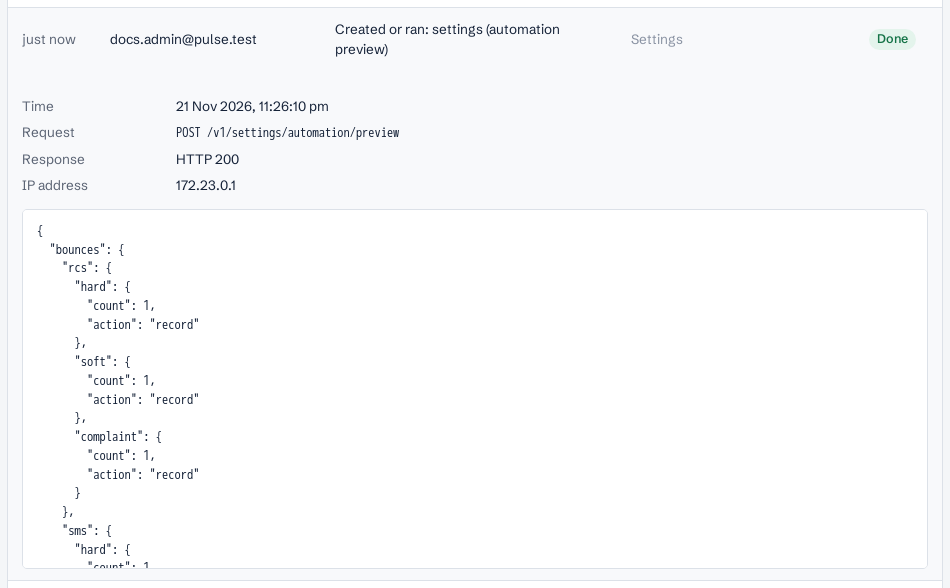 just now docs.admin@pulse.test Created or ran: settings (automation preview) Settings Done
Time 21 Nov 2026, 11:26:10 pm
Request POST /v1/settings/automation/preview
Response HTTP 200
IP address 172.23.0.1
{
  "bounces": {
    "rcs": {
      "hard": {
        "count": 1,
        "action": "record"
      },
      "soft": {
        "count": 1,
        "action": "record"
      },
      "complaint": {
        "count": 1,
        "action": "record"
      }
    },
    "sms": {
      "hard": {
        "count": 1